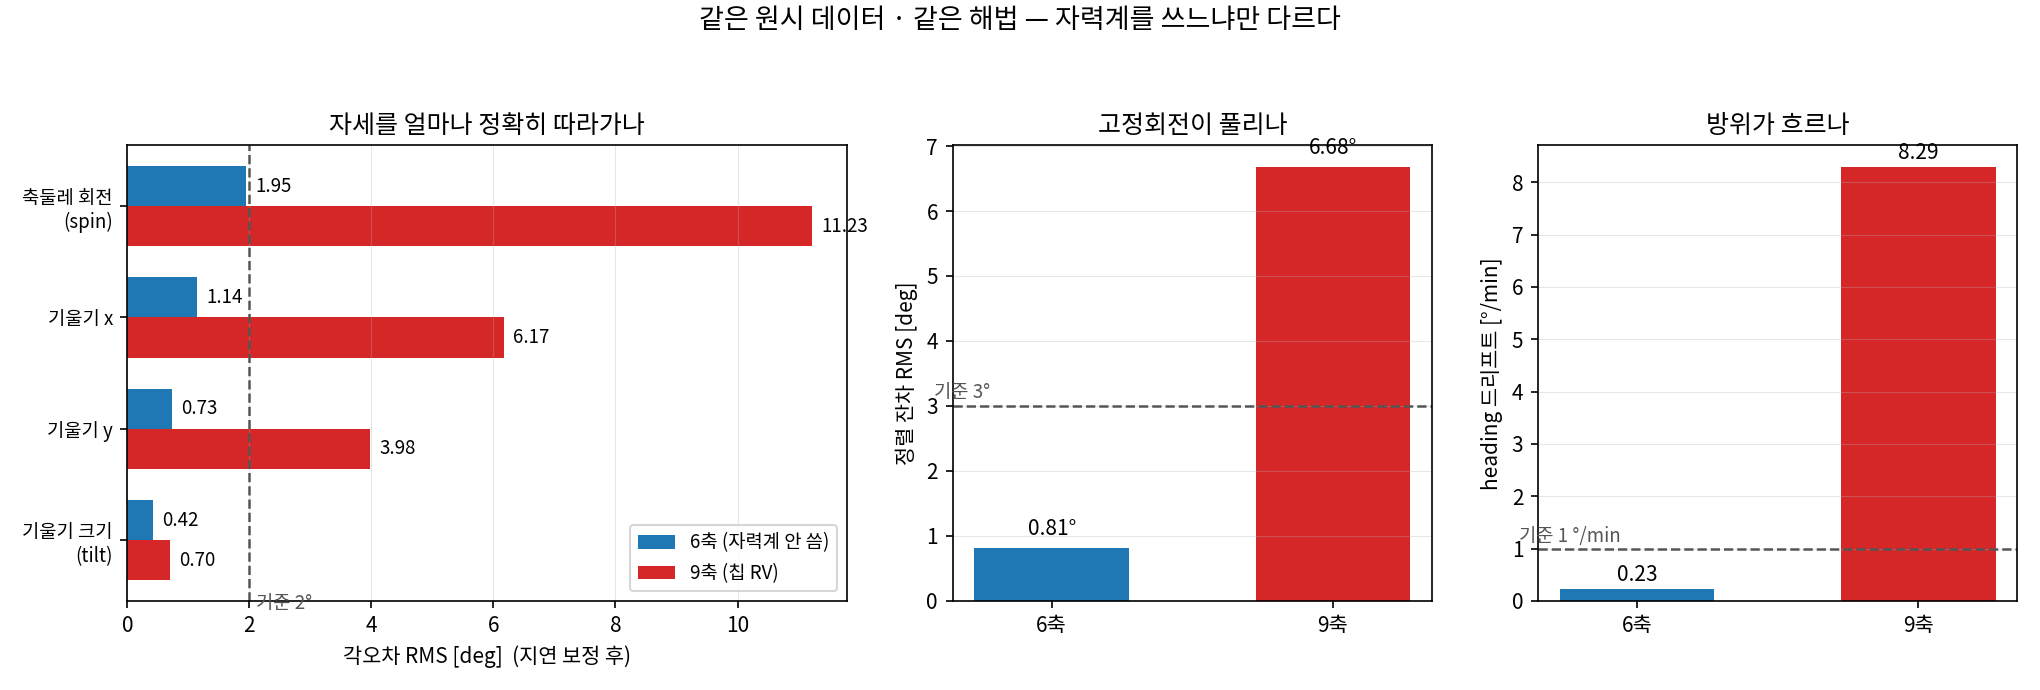 같은 원시 데이터 · 같은 해법 — 자력계를 쓰느냐만 다르다
자세를 얼마나 정확히 따라가나
축둘레 회전
(spin)
기울기 x
기울기 y
기울기 크기
(tilt)
1.95
11.23
1.14
6.17
0.73
3.98
0.42
0.70
기준 2°
6축 (자력계 안 씀)
9축 (칩 RV)
0 2 4 6 8 10
각오차 RMS [deg] (지연 보정 후)
고정회전이 풀리나
정렬 잔차 RMS [deg]
7
6
5
4
3
2
1
0
6.68°
기준 3°
0.81°
6축 9축
방위가 흐르나
heading 드리프트 [°/min]
8
7
6
5
4
3
2
1
0
8.29
기준 1 °/min
0.23
6축 9축